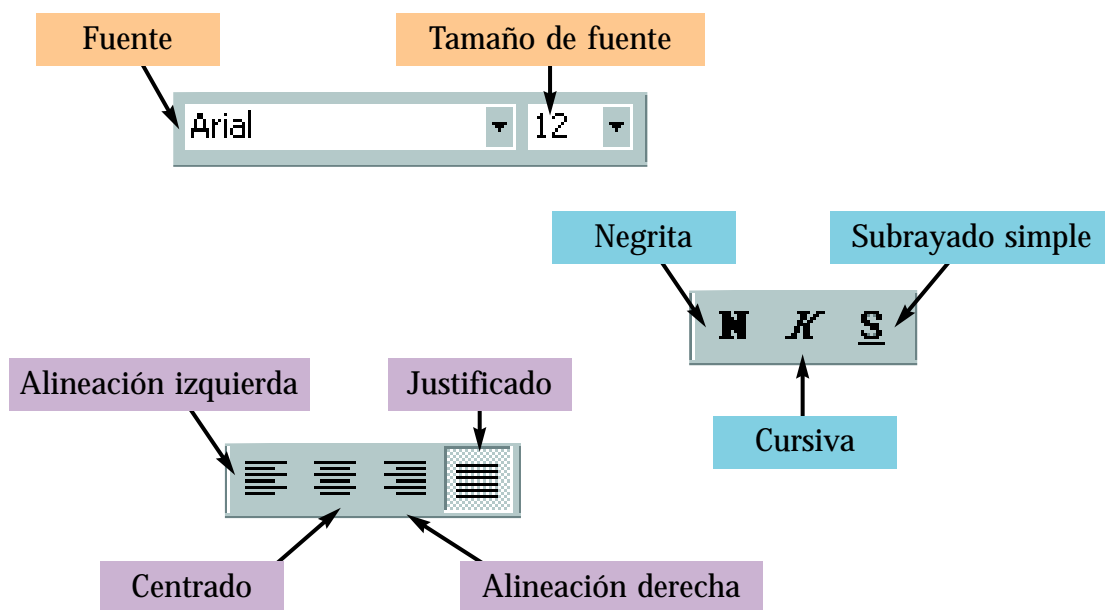 Fuente
Tamaño de fuente
Arial
12
Negrita
Subrayado simple
N K S
Alineación izquierda
Justificado
Cursiva
Centrado
Alineación derecha